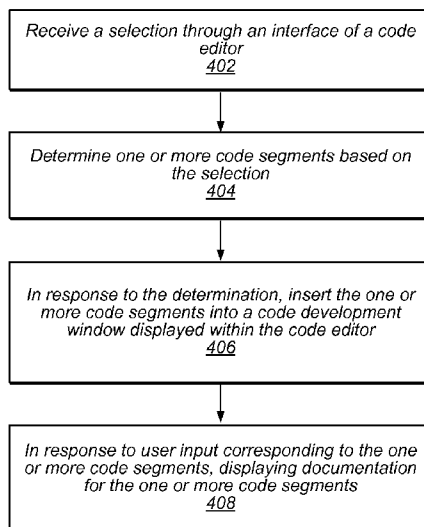 Receive a selection through an interface of a code
editor
402
Determine one or more code segments based on
the selection
404
In response to the determination, insert the one or
more code segments into a code development
window displayed within the code editor
406
In response to user input corresponding to the one
or more code segments, displaying documentation
for the one or more code segments
408